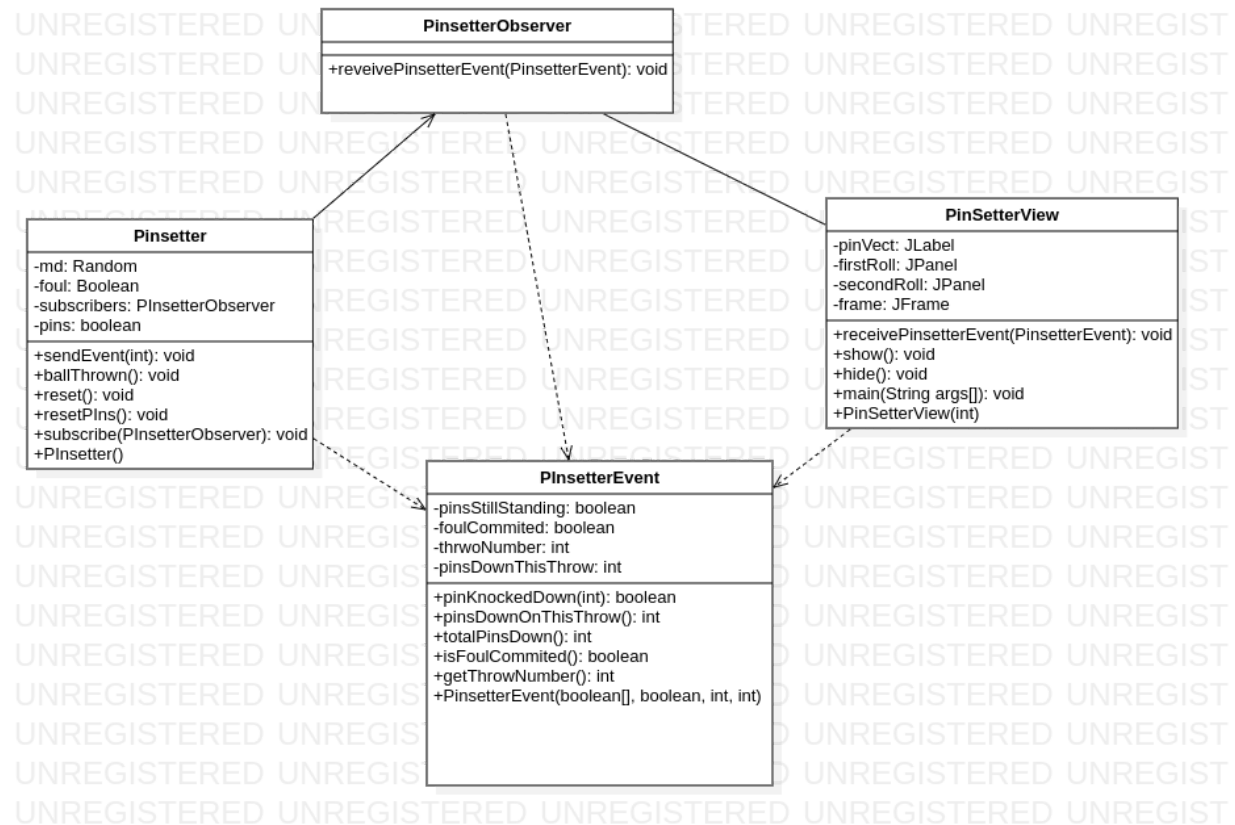 PinsetterObserver
+reveivePinsetterEvent(PinsetterEvent): void
Pinsetter
-md: Random
-foul: Boolean
-subscribers: PInsetterObserver
-pins: boolean
+sendEvent(int): void
+ballThrown(): void
+reset(): void
+resetPIns(): void
+subscribe(PInsetterObserver): void
+PInsetter()
PinSetterView
-pinVect: JLabel
-firstRoll: JPanel
-secondRoll: JPanel
-frame: JFrame
+receivePinsetterEvent(PinsetterEvent): void
+show(): void
+hide(): void
+main(String args[]): void
+PinSetterView(int)
PInsetterEvent
-pinsStillStanding: boolean
-foulCommited: boolean
-thrwoNumber: int
-pinsDownThisThrow: int
+pinKnockedDown(int): boolean
+pinsDownOnThisThrow(): int
+totalPinsDown(): int
+isFoulCommited(): boolean
+getThrowNumber(): int
+PinsetterEvent(boolean[], boolean, int, int)
UNREGISTERED